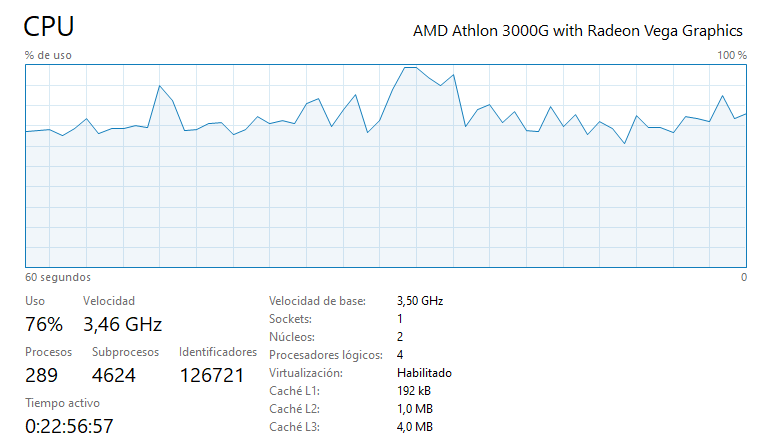 CPU
AMD Athlon 3000G with Radeon Vega Graphics
% de uso
100 %
60 segundos
0
Uso
Velocidad
76%
3,46 GHz
Procesos
Subprocesos
Identificadores
289
4624
126721
Tiempo activo
0:22:56:57
Velocidad de base: 3,50 GHz
Sockets: 1
Núcleos: 2
Procesadores lógicos: 4
Virtualización: Habilitado
Caché L1: 192 kB
Caché L2: 1,0 MB
Caché L3: 4,0 MB